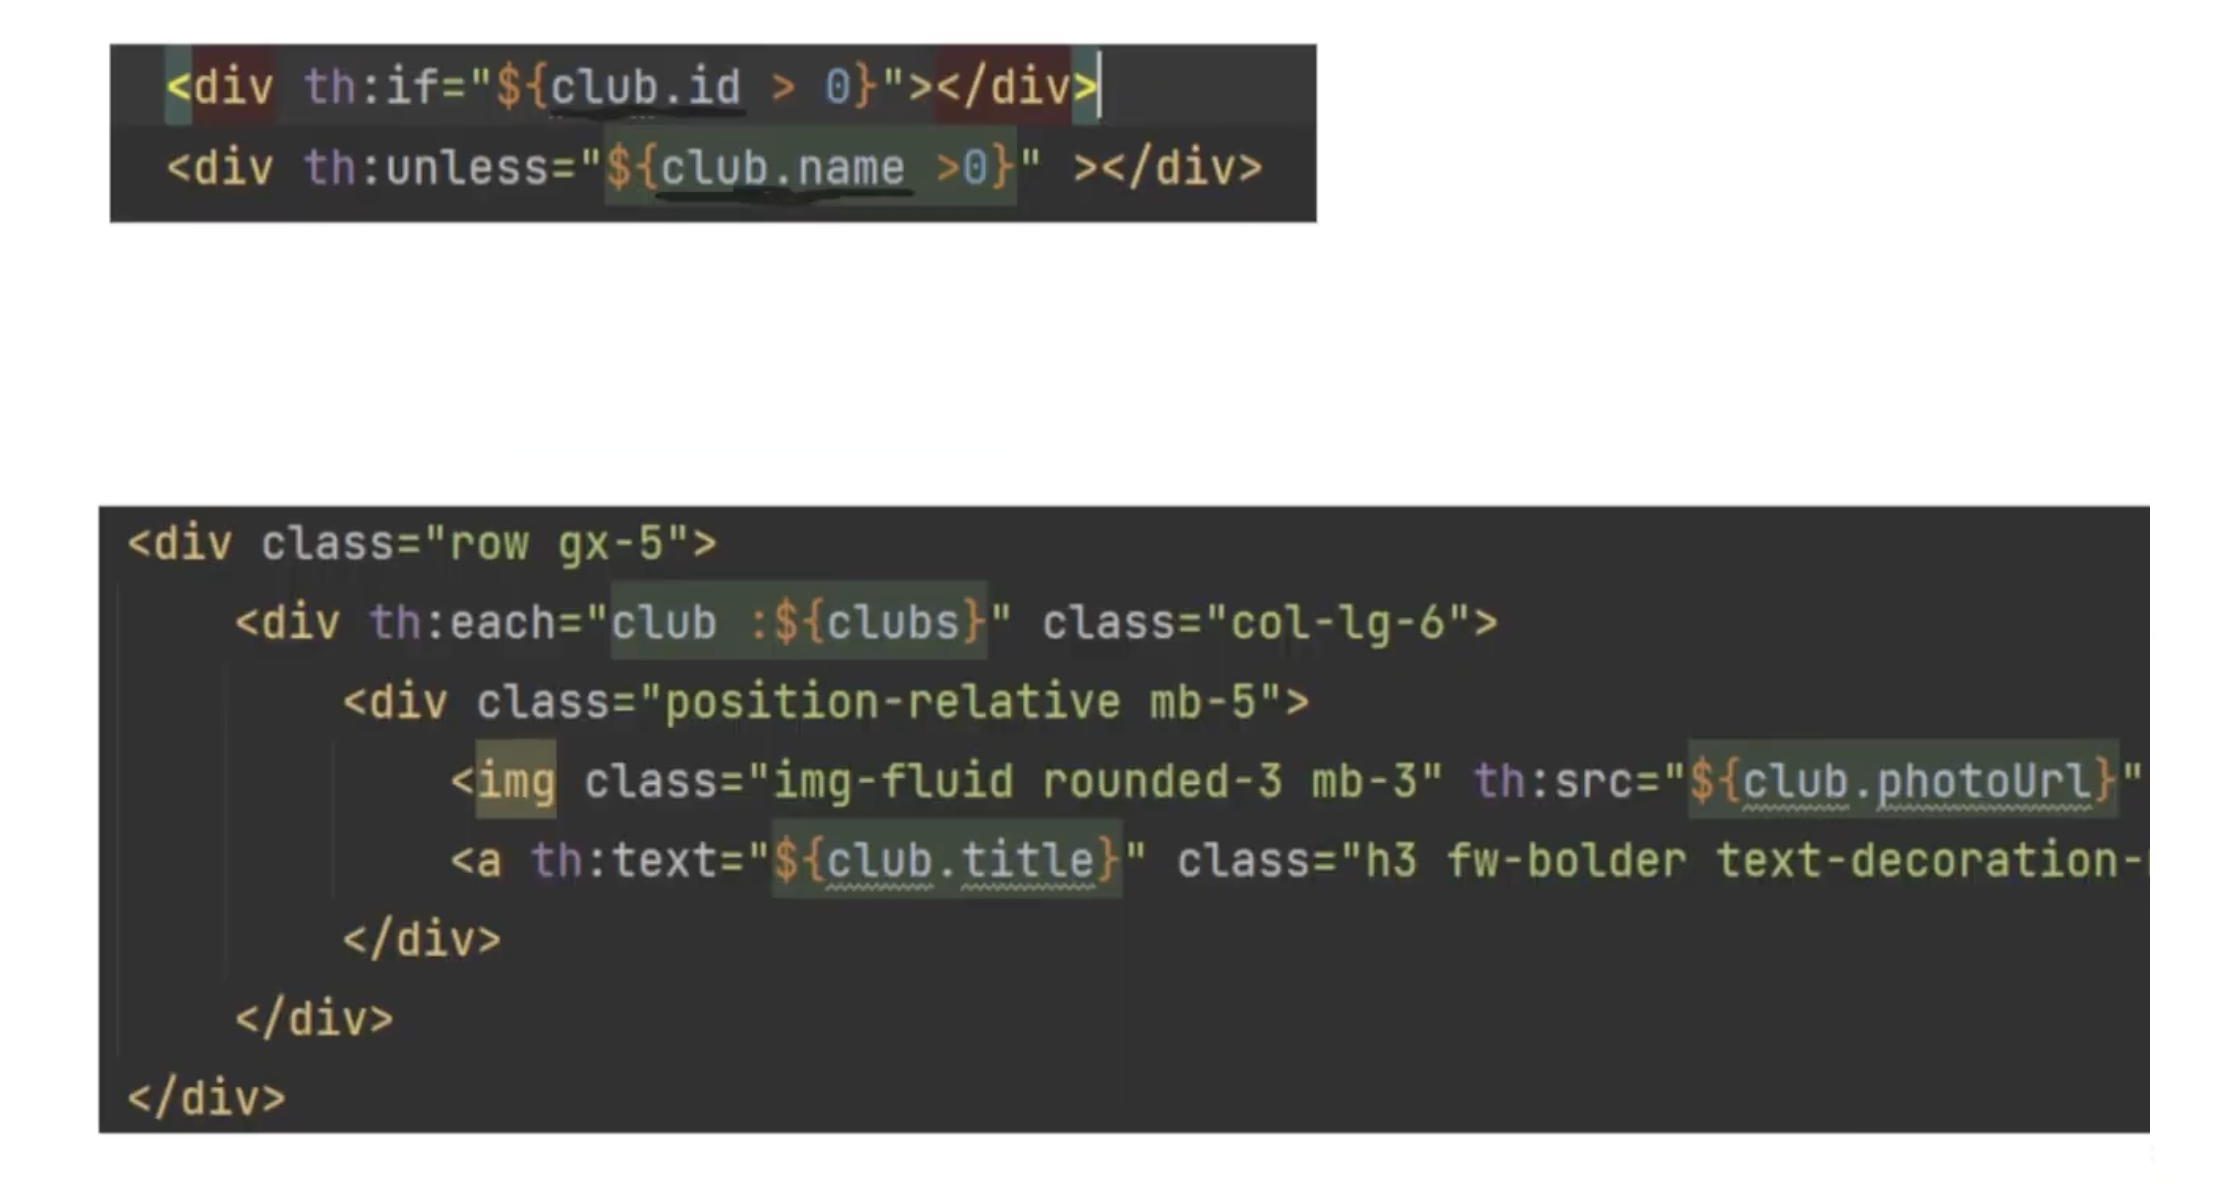 <div th:if="${club.id > 0}"></div>
<div th:unless="${club.name >0}" ></div>
<div class="row gx-5">
<div th:each="club :${clubs}" class="col-lg-6">
<div class="position-relative mb-5">
<img class="img-fluid rounded-3 mb-3" th:src="${club.photoUrl}"
<a th:text="${club.title}" class="h3 fw-bolder text-decoration-
</div>
</div>
</div>